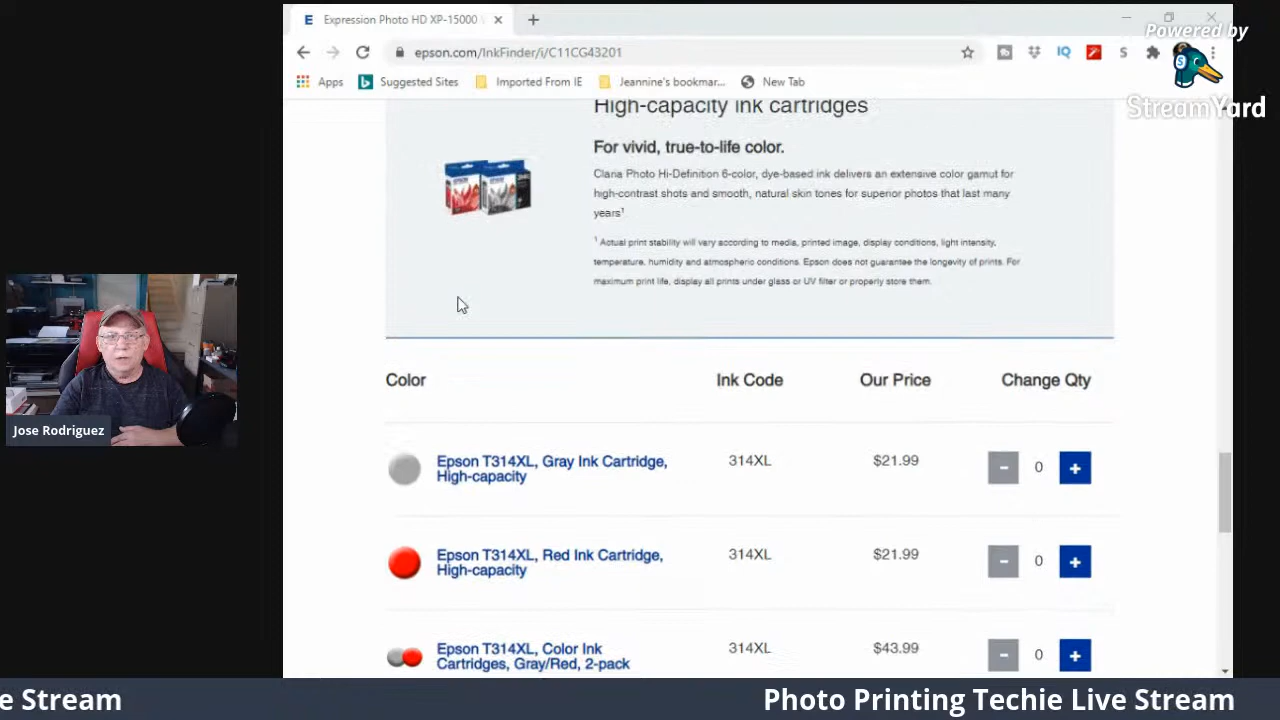 Expression Photo HD XP-15000
epson.com/InkFinder/i/C11CG43201
IQ
S
Apps
Suggested Sites
Imported From IE
Jeannine's bookmar...
New Tab
Powered by
StreamYard
High-capacity ink cartridges
For vivid, true-to-life color.
Claria Photo Hi-Definition 6-color, dye-based ink delivers an extensive color gamut for
high-contrast shots and smooth, natural skin tones for superior photos that last many
years¹
¹ Actual print stability will vary according to media, printed image, display conditions, light intensity,
temperature, humidity and atmospheric conditions. Epson does not guarantee the longevity of prints. For
maximum print life, display all prints under glass or UV filter or properly store them.
Jose Rodriguez
Color Ink Code Our Price Change Qty
Epson T314XL, Gray Ink Cartridge,
High-capacity
314XL $21.99 - 0 +
Epson T314XL, Red Ink Cartridge,
High-capacity
314XL $21.99 - 0 +
Epson T314XL, Color Ink
Cartridges, Gray/Red, 2-pack
314XL $43.99 - 0 +
e Stream
Photo Printing Techie Live Stream